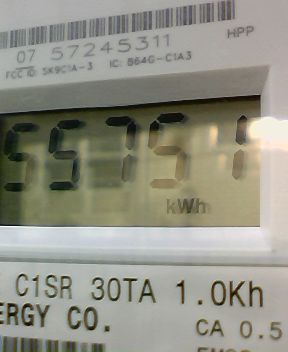 HPP
07 57245311
FCC ID: SK9C1A-3 IC: 864G-C1A3
55751
kWh
C1SR 30TA 1.0Kh
ERGY CO.
CA 0.5